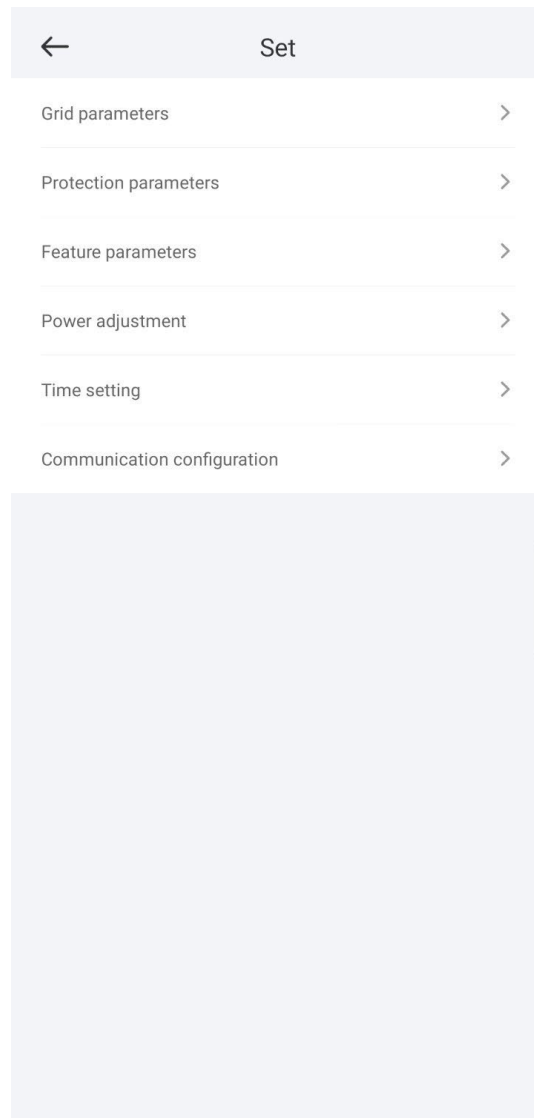 Set
Grid parameters
Protection parameters
Feature parameters
Power adjustment
Time setting
Communication configuration